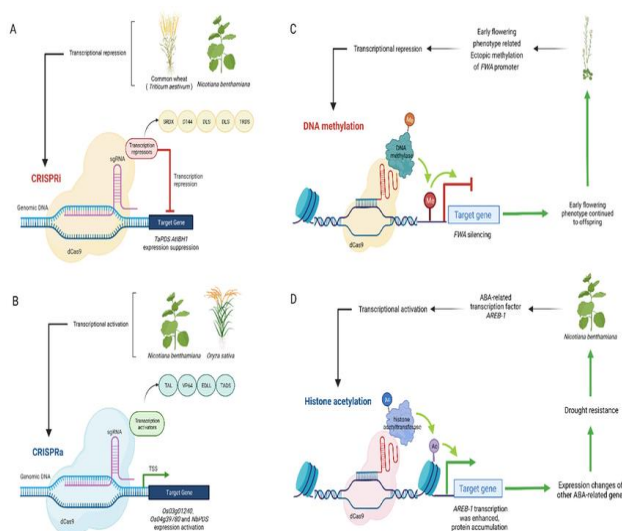 A
Transcriptional repression
Common wheat
(Triticum aestivum)
Nicotiana benthamiana
SRDX
DLS
DLS
Transcription
repressors
sgRNA
CRISPRi
Transcription
repression
Genomic DNA
Target Gene
dCas9
expression suppression
B
Transcriptional activation
Nicotiana benthamiana
Oryza sativa
TAL
VP64
EDLL
TADS
Transcription
activators
sgRNA
CRISPRa
TSS
Genomic DNA
Target Gene
dCas9
Os03g01240,
Os04g39780 and NbPDS
expression activation
C
Transcriptional repression
Early flowering
phenotype related
Ectopic methylation
of FWA promoter
DNA methylation
Me
DNA
methylase
Me
Target gene
FWA silencing
dCas9
Early flowering
phenotype continued
to offspring
D
Transcriptional activation
ABA-related
transcription factor
AREB-1
Nicotiana benthamiana
Histone acetylation
Ac
histone
acetyltransferase
Ac
Drought resistance
Target gene
dCas9
AREB-1 transcription
was enhanced,
protein accumulation
Expression changes of
other ABA-related gene